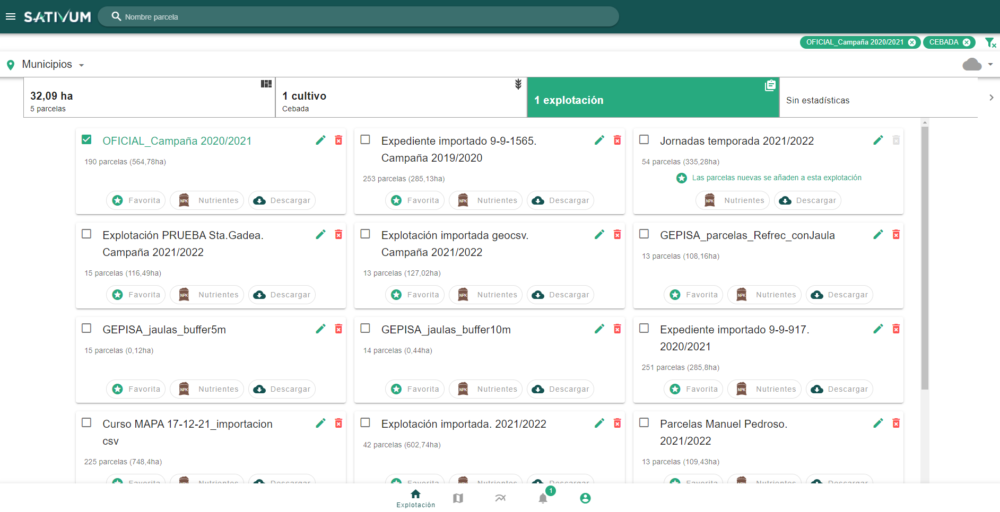 SATIVUM
Nombre parcela
OFICIAL_Campaña 2020/2021
CEBADA
Municipios
32,09 ha
5 parcelas
1 cultivo
Cebada
1 explotación
Sin estadísticas
OFICIAL_Campaña 2020/2021
190 parcelas (564,78ha)
Favorita
NPK
Nutrientes
Descargar
Expediente importado 9-9-1565.
Campaña 2019/2020
253 parcelas (285,13ha)
Favorita
NPK
Nutrientes
Descargar
Jornadas temporada 2021/2022
54 parcelas (335,28ha)
Las parcelas nuevas se añaden a esta explotación
NPK
Nutrientes
Descargar
Explotación PRUEBA Sta.Gadea.
Campaña 2021/2022
15 parcelas (116,49ha)
Favorita
NPK
Nutrientes
Descargar
Explotación importada geocsv.
Campaña 2021/2022
13 parcelas (127,02ha)
Favorita
NPK
Nutrientes
Descargar
GEPISA_parcelas_Refrec_conJaula
13 parcelas (108,16ha)
Favorita
NPK
Nutrientes
Descargar
GEPISA_jaulas_buffer5m
15 parcelas (0,12ha)
Favorita
NPK
Nutrientes
Descargar
GEPISA_jaulas_buffer10m
14 parcelas (0,44ha)
Favorita
NPK
Nutrientes
Descargar
Expediente importado 9-9-917.
2020/2021
251 parcelas (285,8ha)
Favorita
NPK
Nutrientes
Descargar
Curso MAPA 17-12-21_importacion
csv
225 parcelas (748,4ha)
Favorita
Nutrientes
Descargar
Explotación importada. 2021/2022
42 parcelas (602,74ha)
Favorita
Nutrientes
Descargar
Parcelas Manuel Pedroso.
2021/2022
13 parcelas (109,43ha)
Favorita
Nutrientes
Descargar
Explotación
1